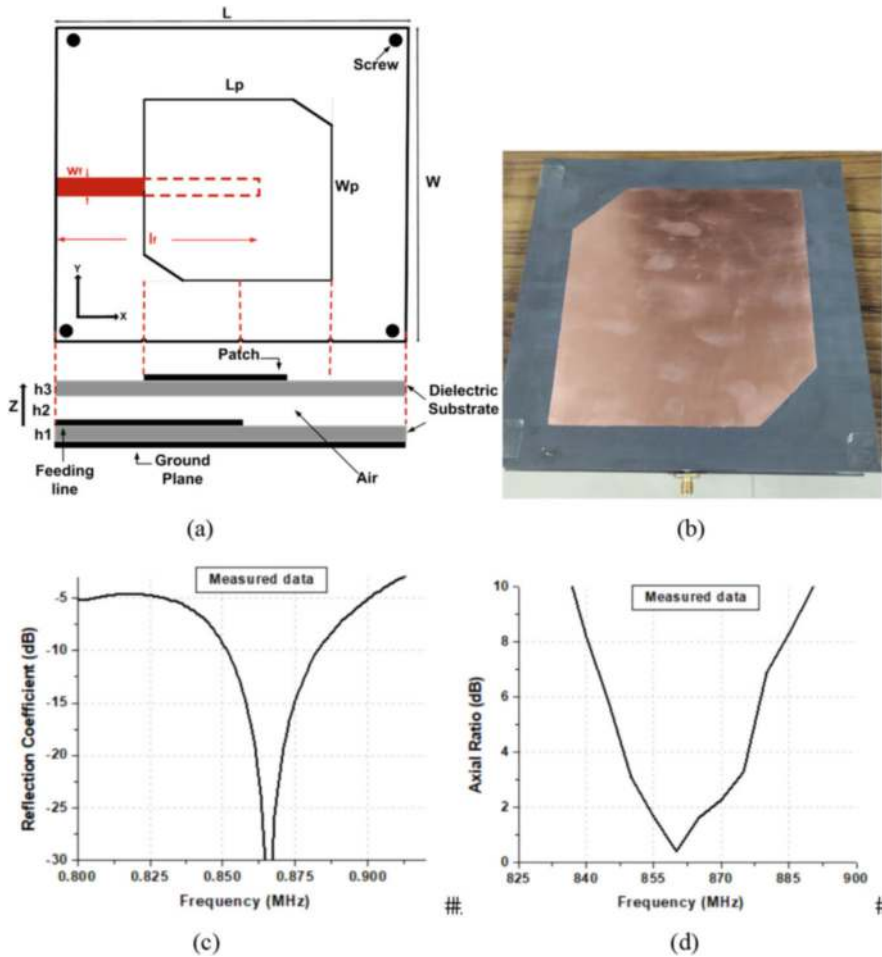 L
Screw
Lp
Wf
Wp
W
lf
Y
X
Patch
h3
Z
h2
h1
Dielectric
Substrate
Feeding
line
Ground
Plane
Air
(a)
(b)
Measured data
Reflection Coefficient (dB)
-5
-10
-15
-20
-25
-30
0.800
0.825
0.850
0.875
0.900
Frequency (MHz)
#.
(c)
Measured data
Axial Ratio (dB)
10
8
6
4
2
0
825
840
855
870
885
900
Frequency (MHz)
(d)